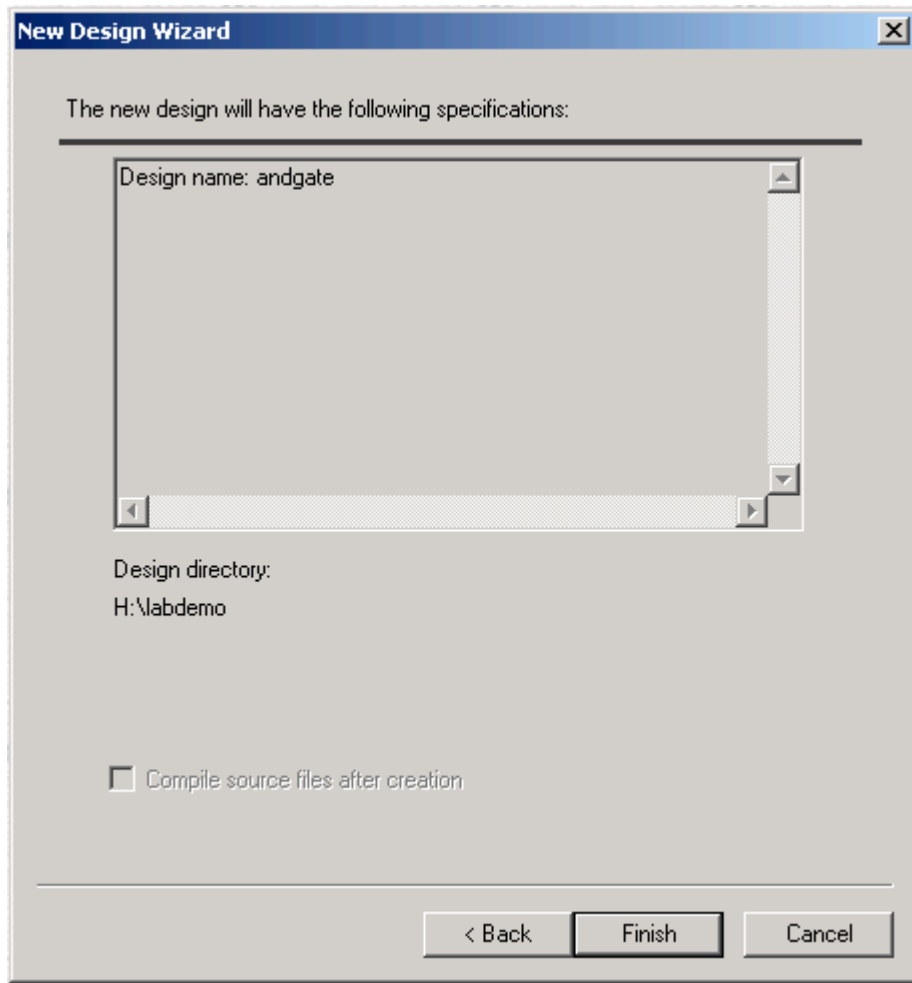 New Design Wizard
The new design will have the following specifications:
Design name: andgate
Design directory:
H:\labdemo
Compile source files after creation
< Back
Finish
Cancel